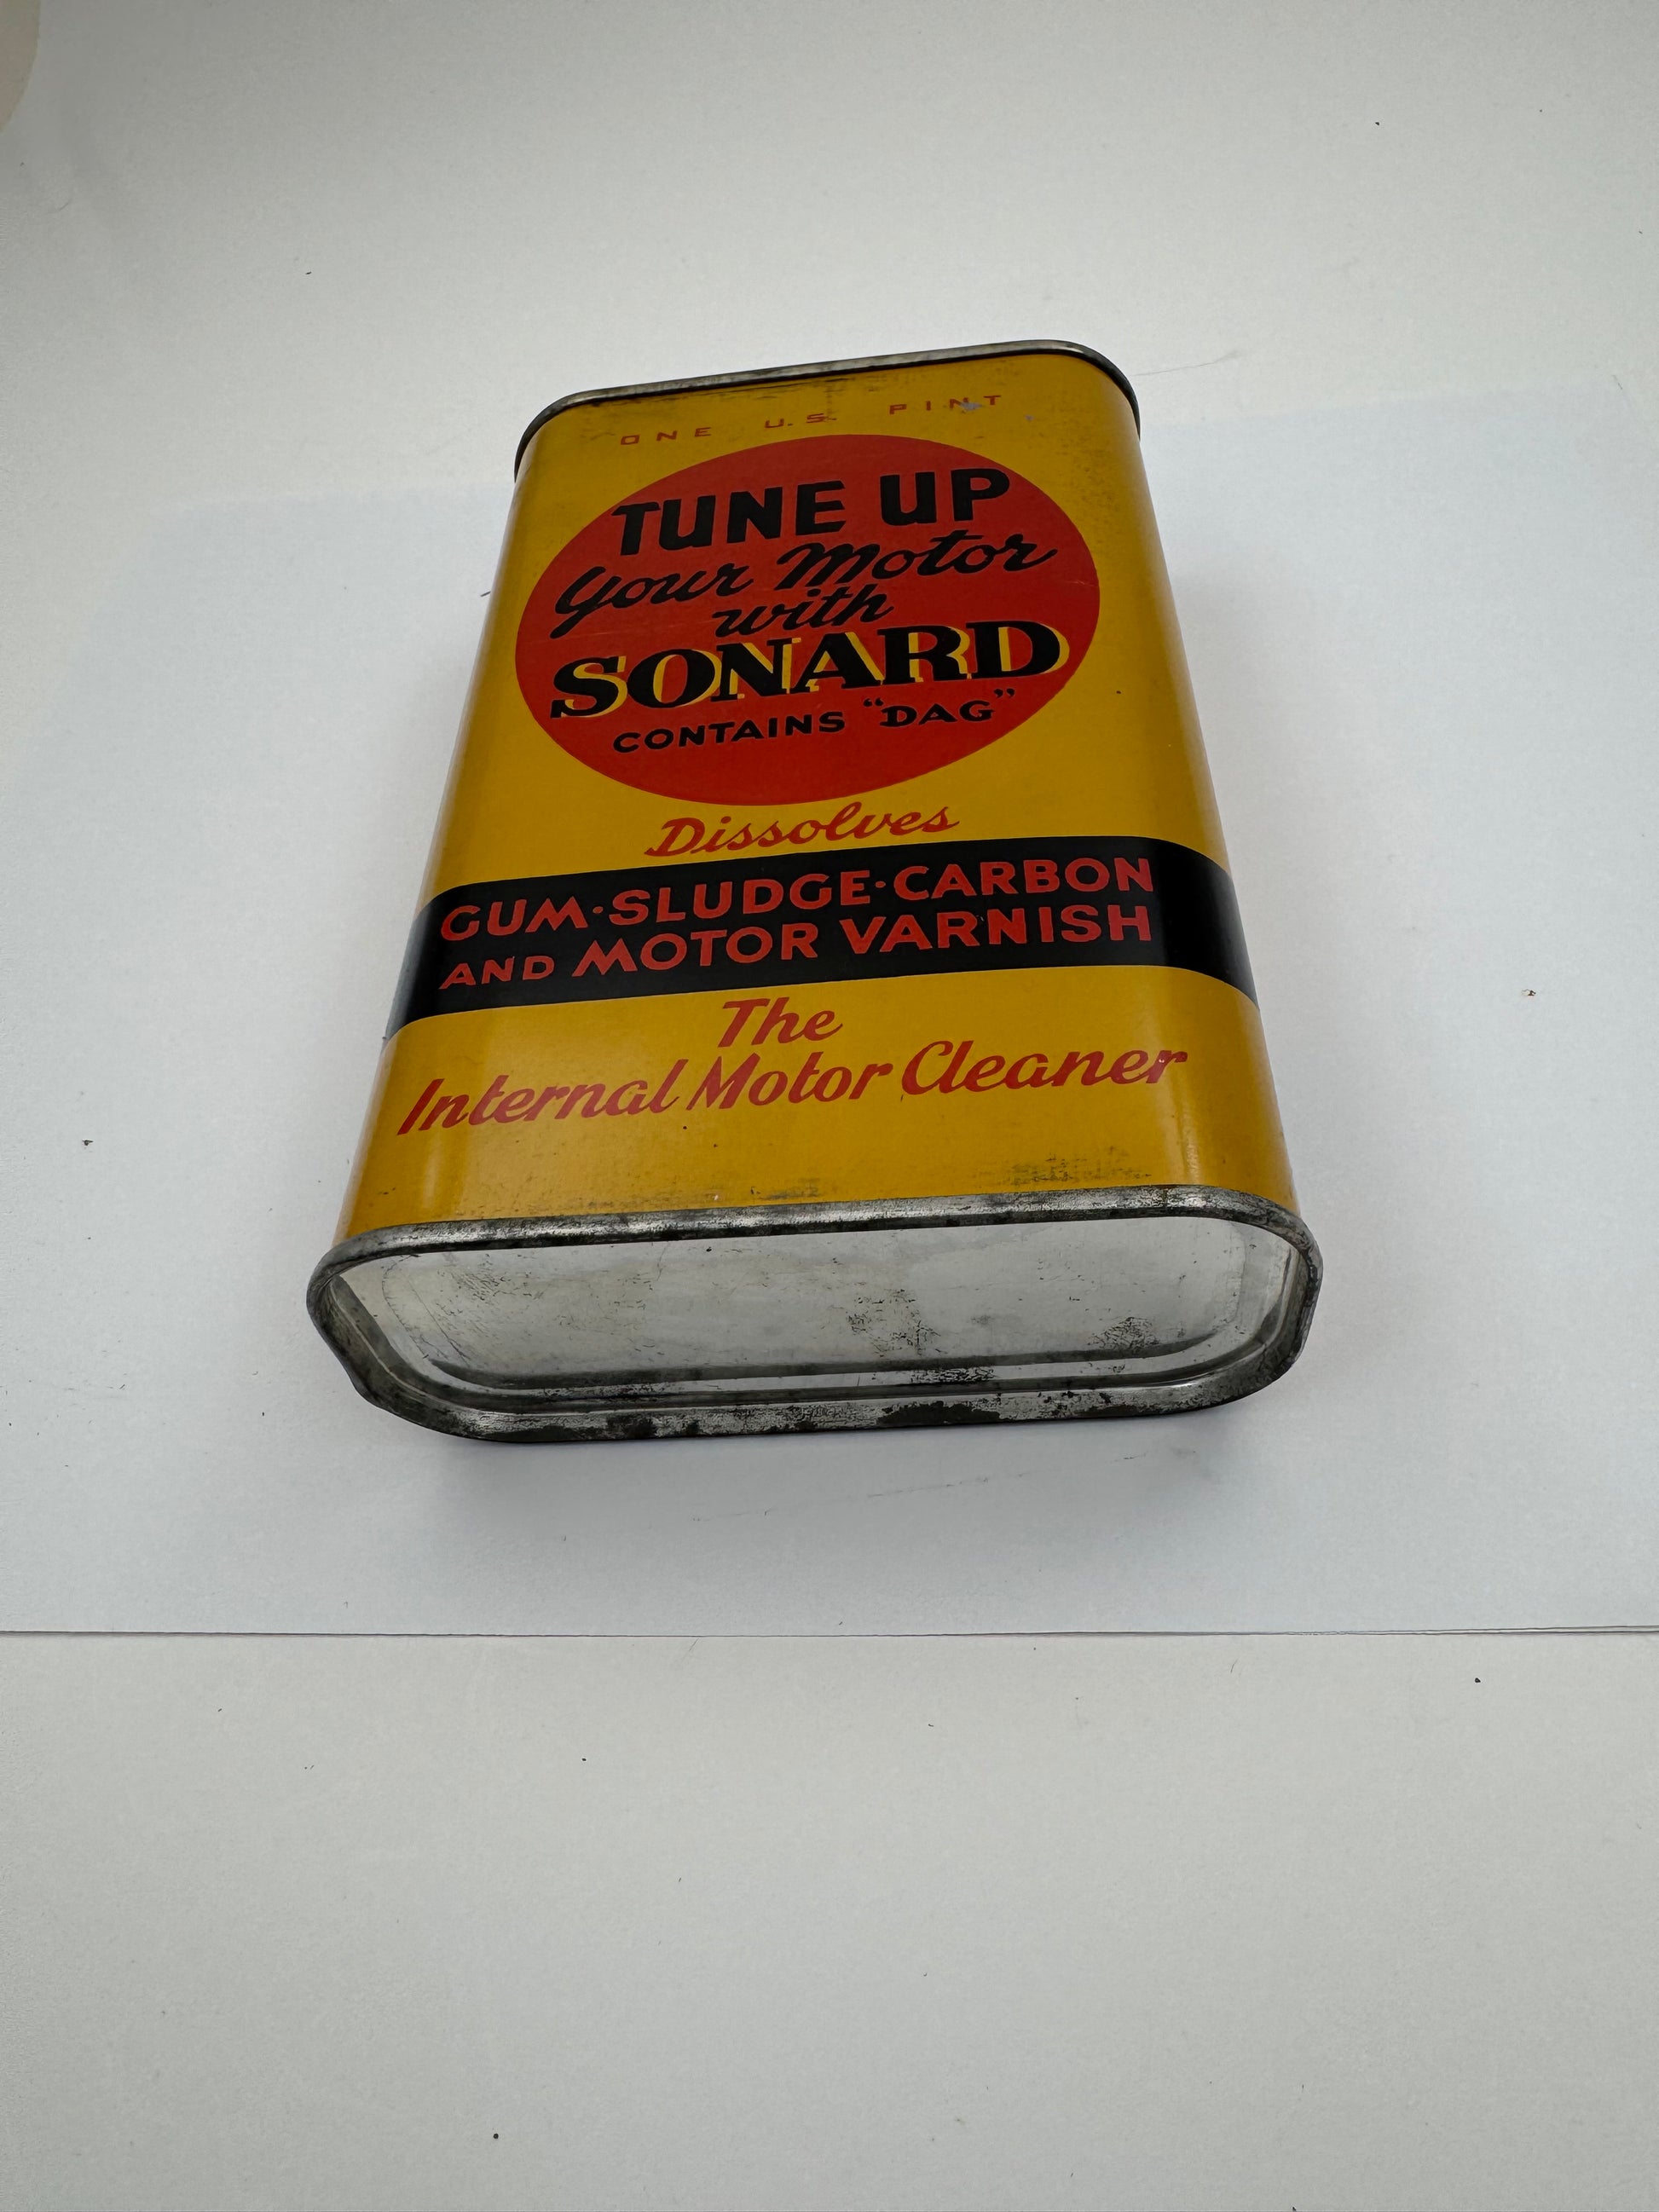 ONE U.S. PINT
TUNE UP
Your Motor
with
SONARD
CONTAINS "DAG"
Dissolves
GUM·SLUDGE·CARBON
AND MOTOR VARNISH
The
Internal Motor Cleaner